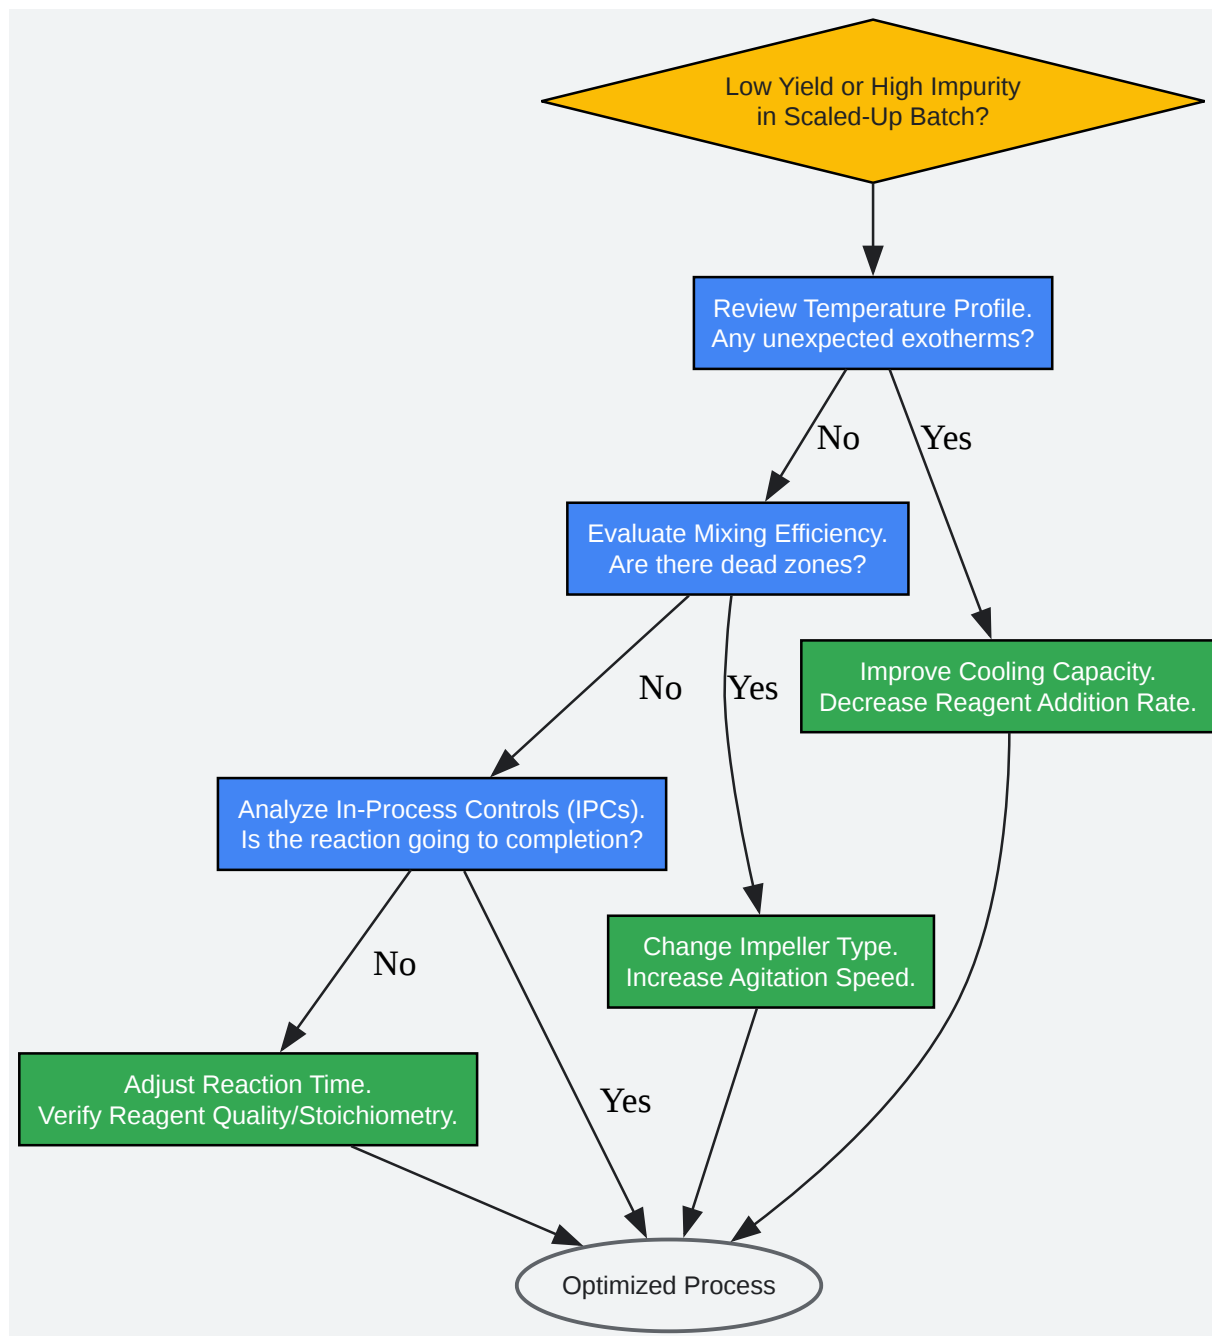 Low Yield or High Impurity
in Scaled-Up Batch?
Review Temperature Profile.
Any unexpected exotherms?
No
Yes
Evaluate Mixing Efficiency.
Are there dead zones?
Improve Cooling Capacity.
Decrease Reagent Addition Rate.
No
Yes
Analyze In-Process Controls (IPCs).
Is the reaction going to completion?
Change Impeller Type.
Increase Agitation Speed.
No
Adjust Reaction Time.
Verify Reagent Quality/Stoichiometry.
Yes
Optimized Process